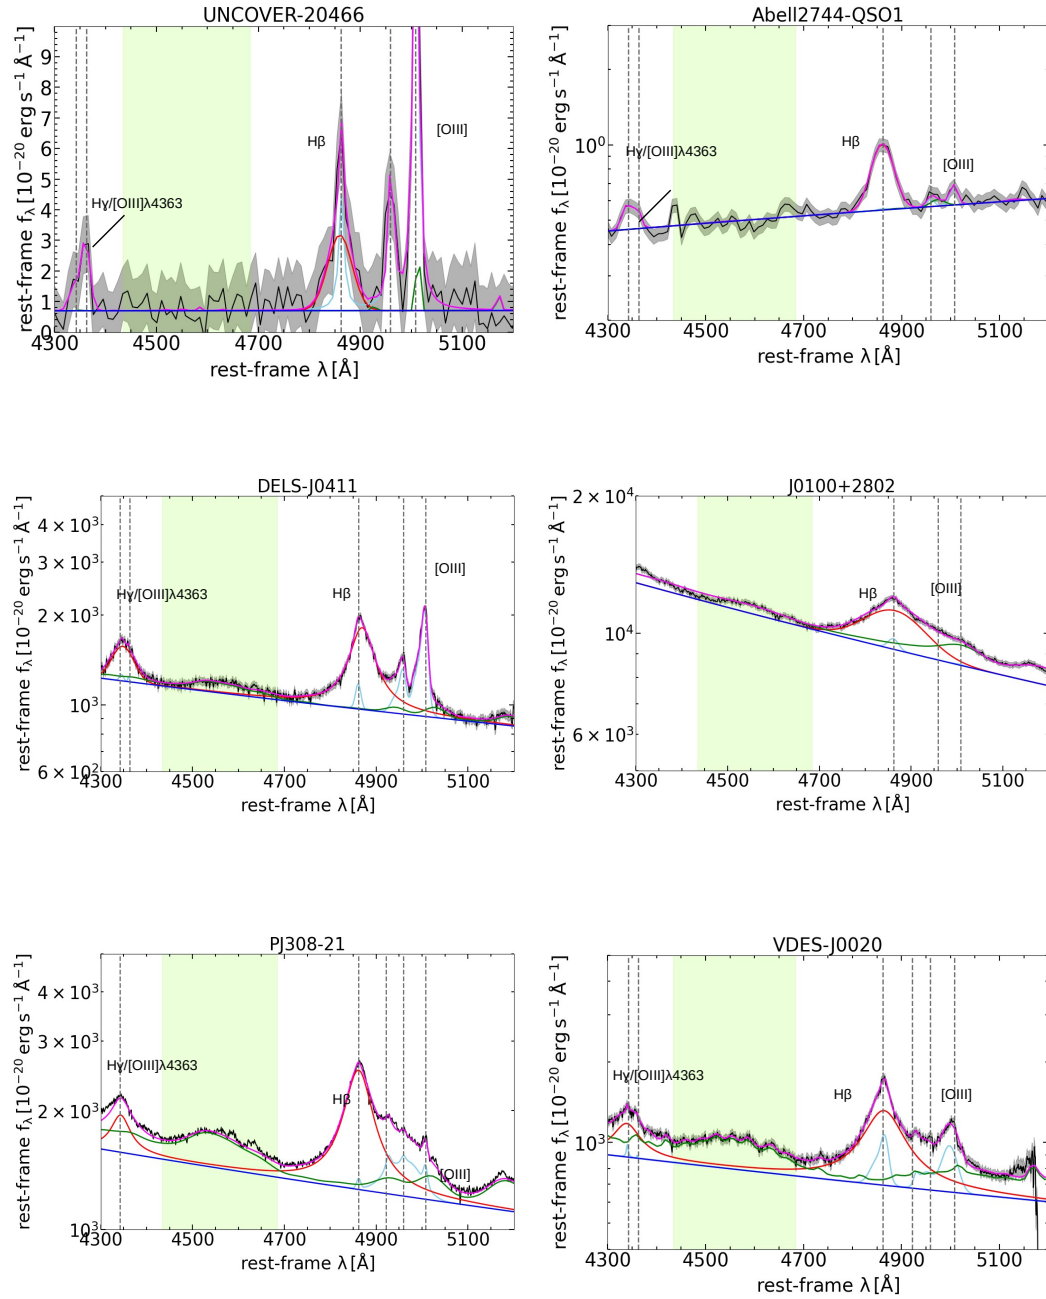 UNCOVER-20466
rest-frame fλ [10⁻²⁰ erg s⁻¹ Å⁻¹]
9
8
7
6
5
4
3
2
1
0
Hγ/[OIII]λ4363
Hβ
[OIII]
4300 4500 4700 4900 5100
rest-frame λ [Å]
Abell2744-QSO1
rest-frame fλ [10⁻²⁰ erg s⁻¹ Å⁻¹]
10⁰
Hγ/[OIII]λ4363
Hβ
[OIII]
4300 4500 4700 4900 5100
rest-frame λ [Å]
DELS-J0411
rest-frame fλ [10⁻²⁰ erg s⁻¹ Å⁻¹]
4 × 10³
3 × 10³
2 × 10³
10³
6 × 10²
Hγ/[OIII]λ4363
Hβ
[OIII]
4300 4500 4700 4900 5100
rest-frame λ [Å]
J0100+2802
rest-frame fλ [10⁻²⁰ erg s⁻¹ Å⁻¹]
2 × 10⁴
10⁴
6 × 10³
Hβ
[OIII]
4300 4500 4700 4900 5100
rest-frame λ [Å]
PJ308-21
rest-frame fλ [10⁻²⁰ erg s⁻¹ Å⁻¹]
4 × 10³
3 × 10³
2 × 10³
10³
Hγ/[OIII]λ4363
Hβ
[OIII]
4300 4500 4700 4900 5100
rest-frame λ [Å]
VDES-J0020
rest-frame fλ [10⁻²⁰ erg s⁻¹ Å⁻¹]
10³
Hγ/[OIII]λ4363
Hβ
[OIII]
4300 4500 4700 4900 5100
rest-frame λ [Å]